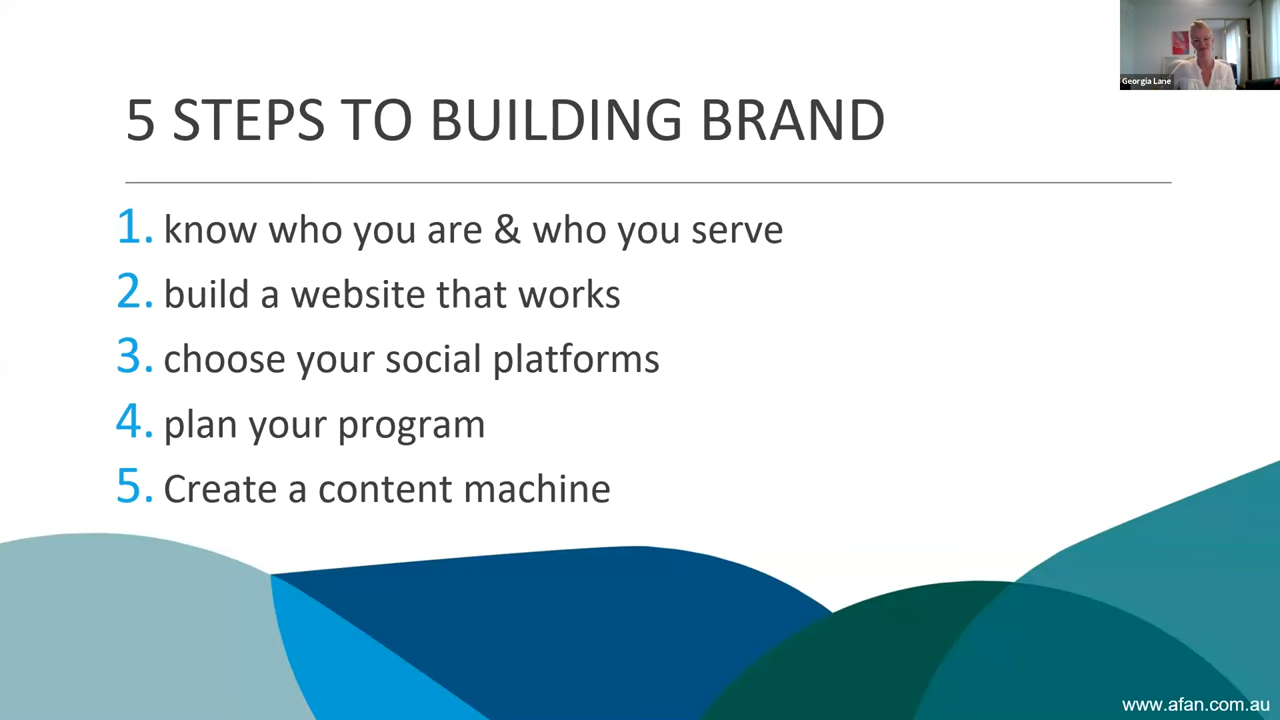 Georgia Lane
5 STEPS TO BUILDING BRAND
1. know who you are & who you serve
2. build a website that works
3. choose your social platforms
4. plan your program
5. Create a content machine
www.afan.com.au